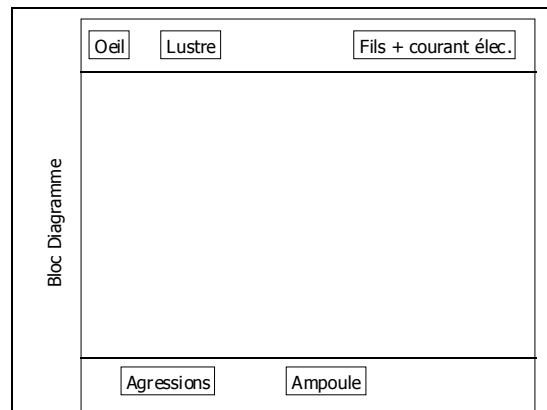 Oeil Lustre Fils + courant élec.
Bloc Diagramme
Agressions Ampoule